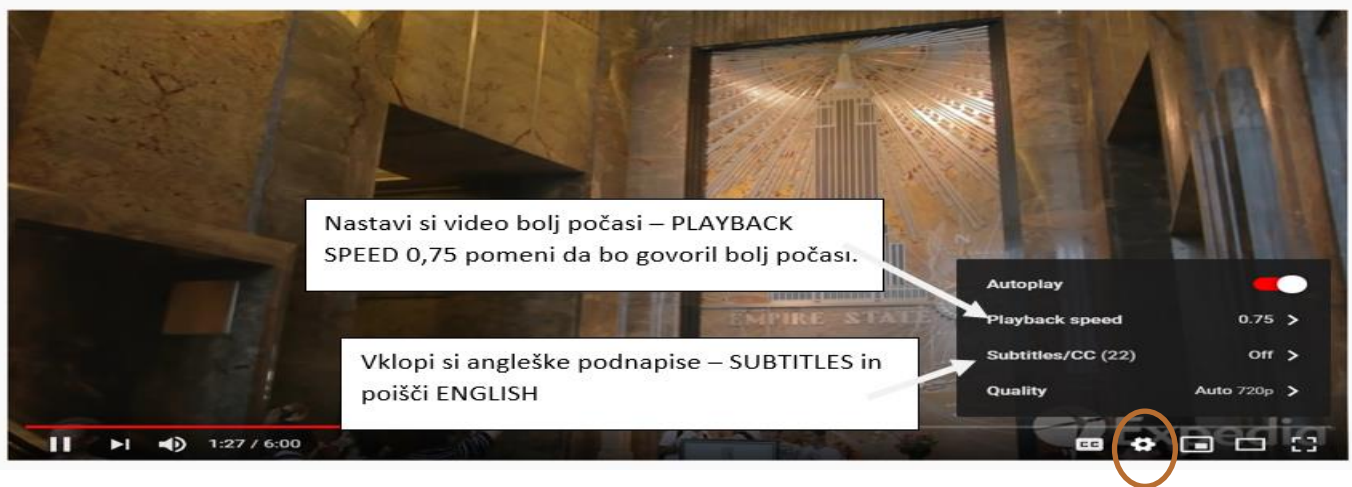 Nastavi si video bolj počasi – PLAYBACK
SPEED 0,75 pomeni da bo govoril bolj počasi.
Autoplay
EMPIRE STATE
Playback speed 0.75 >
Vklopi si angleške podnapise – SUBTITLES in
poišči ENGLISH
Subtitles/CC (22) Off >
Quality Auto 720p >
Expedia
1:27 / 6:00
CC